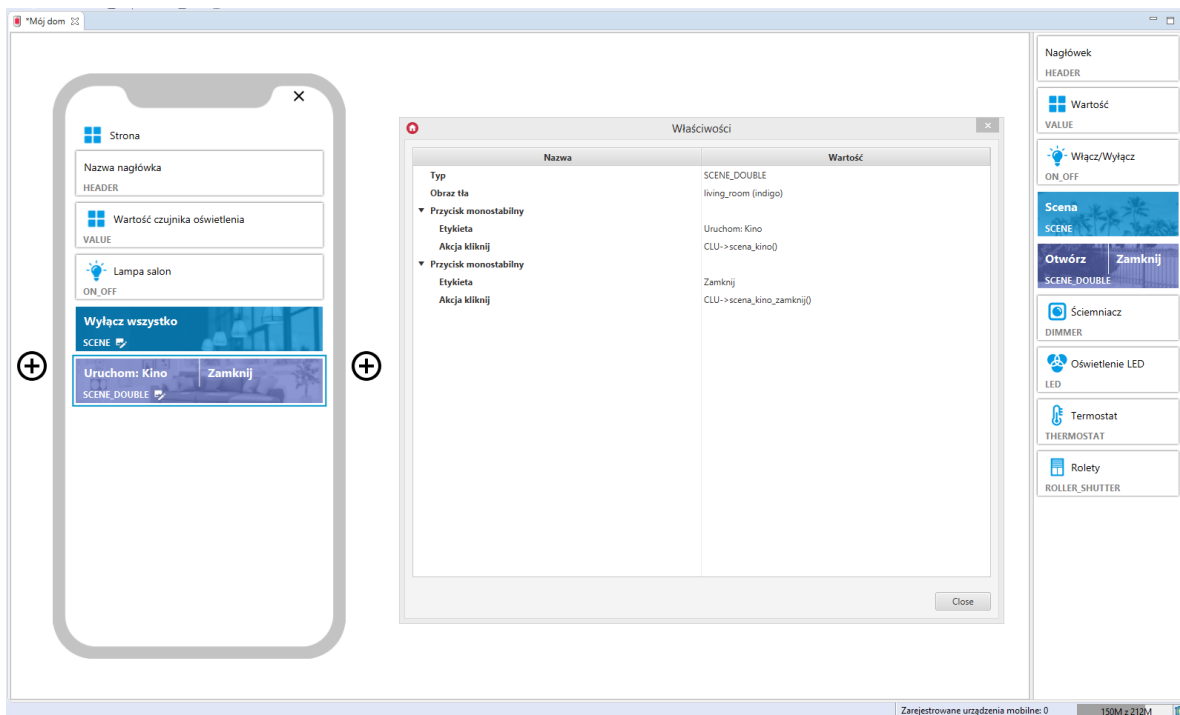 *Mój dom
Strona
Nazwa nagłówka
HEADER
Wartość czujnika oświetlenia
VALUE
Lampa salon
ON_OFF
Wyłącz wszystko
SCENE
Uruchom: Kino Zamknij
SCENE_DOUBLE
Właściwości
Nazwa Wartość
Typ SCENE_DOUBLE
Obraz tła living_room (indigo)
Przycisk monostabilny
Etykieta Uruchom: Kino
Akcja kliknij CLU->scena_kino()
Przycisk monostabilny
Etykieta Zamknij
Akcja kliknij CLU->scena_kino_zamknij()
Close
Nagłówek
HEADER
Wartość
VALUE
Włącz/Wyłącz
ON_OFF
Scena
SCENE
Otwórz Zamknij
SCENE_DOUBLE
Ściemniacz
DIMMER
Oświetlenie LED
LED
Termostat
THERMOSTAT
Rolety
ROLLER_SHUTTER
Zarejestrowane urządzenia mobilne: 0 150M z 212M